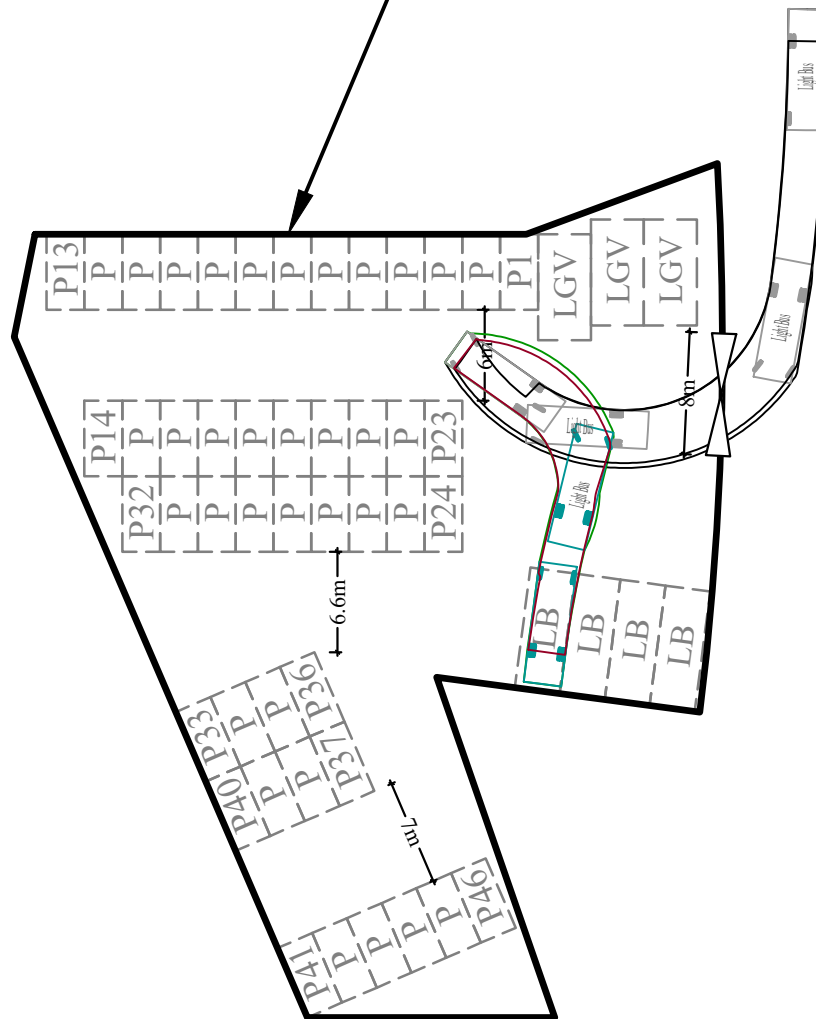 Light Bus
P13 P P P P P P P P P P P P1
LGV LGV LGV
Light Bus
6m
8m
P14 P P P P P P P P P23
Light Bus
P32 P P P P P P P P24
Light Bus
6.6m
LB LB LB LB
P33 P P P36
P40 P P P37
7m
P41 P P P P P46